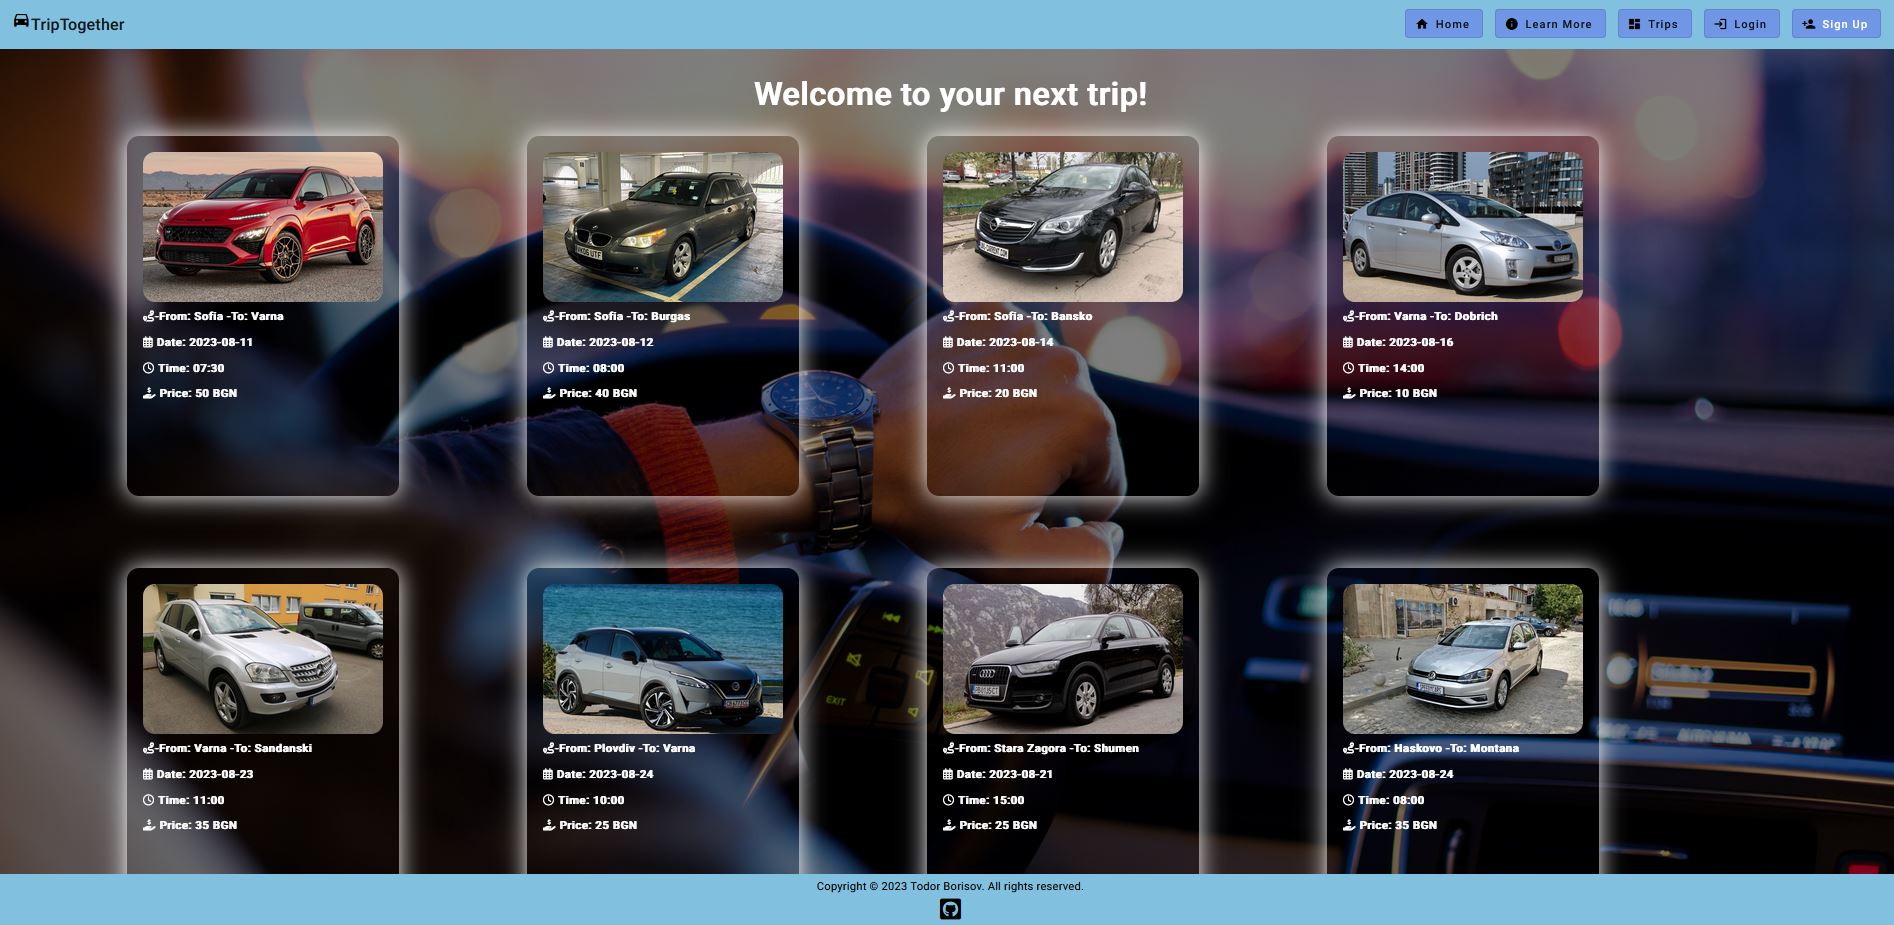 TripTogether
Home
Learn More
Trips
Login
Sign Up
Welcome to your next trip!
-From: Sofia -To: Varna
Date: 2023-08-11
Time: 07:30
Price: 50 BGN
-From: Sofia -To: Burgas
Date: 2023-08-12
Time: 08:00
Price: 40 BGN
-From: Sofia -To: Bansko
Date: 2023-08-14
Time: 11:00
Price: 20 BGN
-From: Varna -To: Dobrich
Date: 2023-08-16
Time: 14:00
Price: 10 BGN
-From: Varna -To: Sandanski
Date: 2023-08-23
Time: 11:00
Price: 35 BGN
-From: Plovdiv -To: Varna
Date: 2023-08-24
Time: 10:00
Price: 25 BGN
EXIT
-From: Stara Zagora -To: Shumen
Date: 2023-08-21
Time: 15:00
Price: 25 BGN
-From: Haskovo -To: Montana
Date: 2023-08-24
Time: 08:00
Price: 35 BGN
Copyright © 2023 Todor Borisov. All rights reserved.